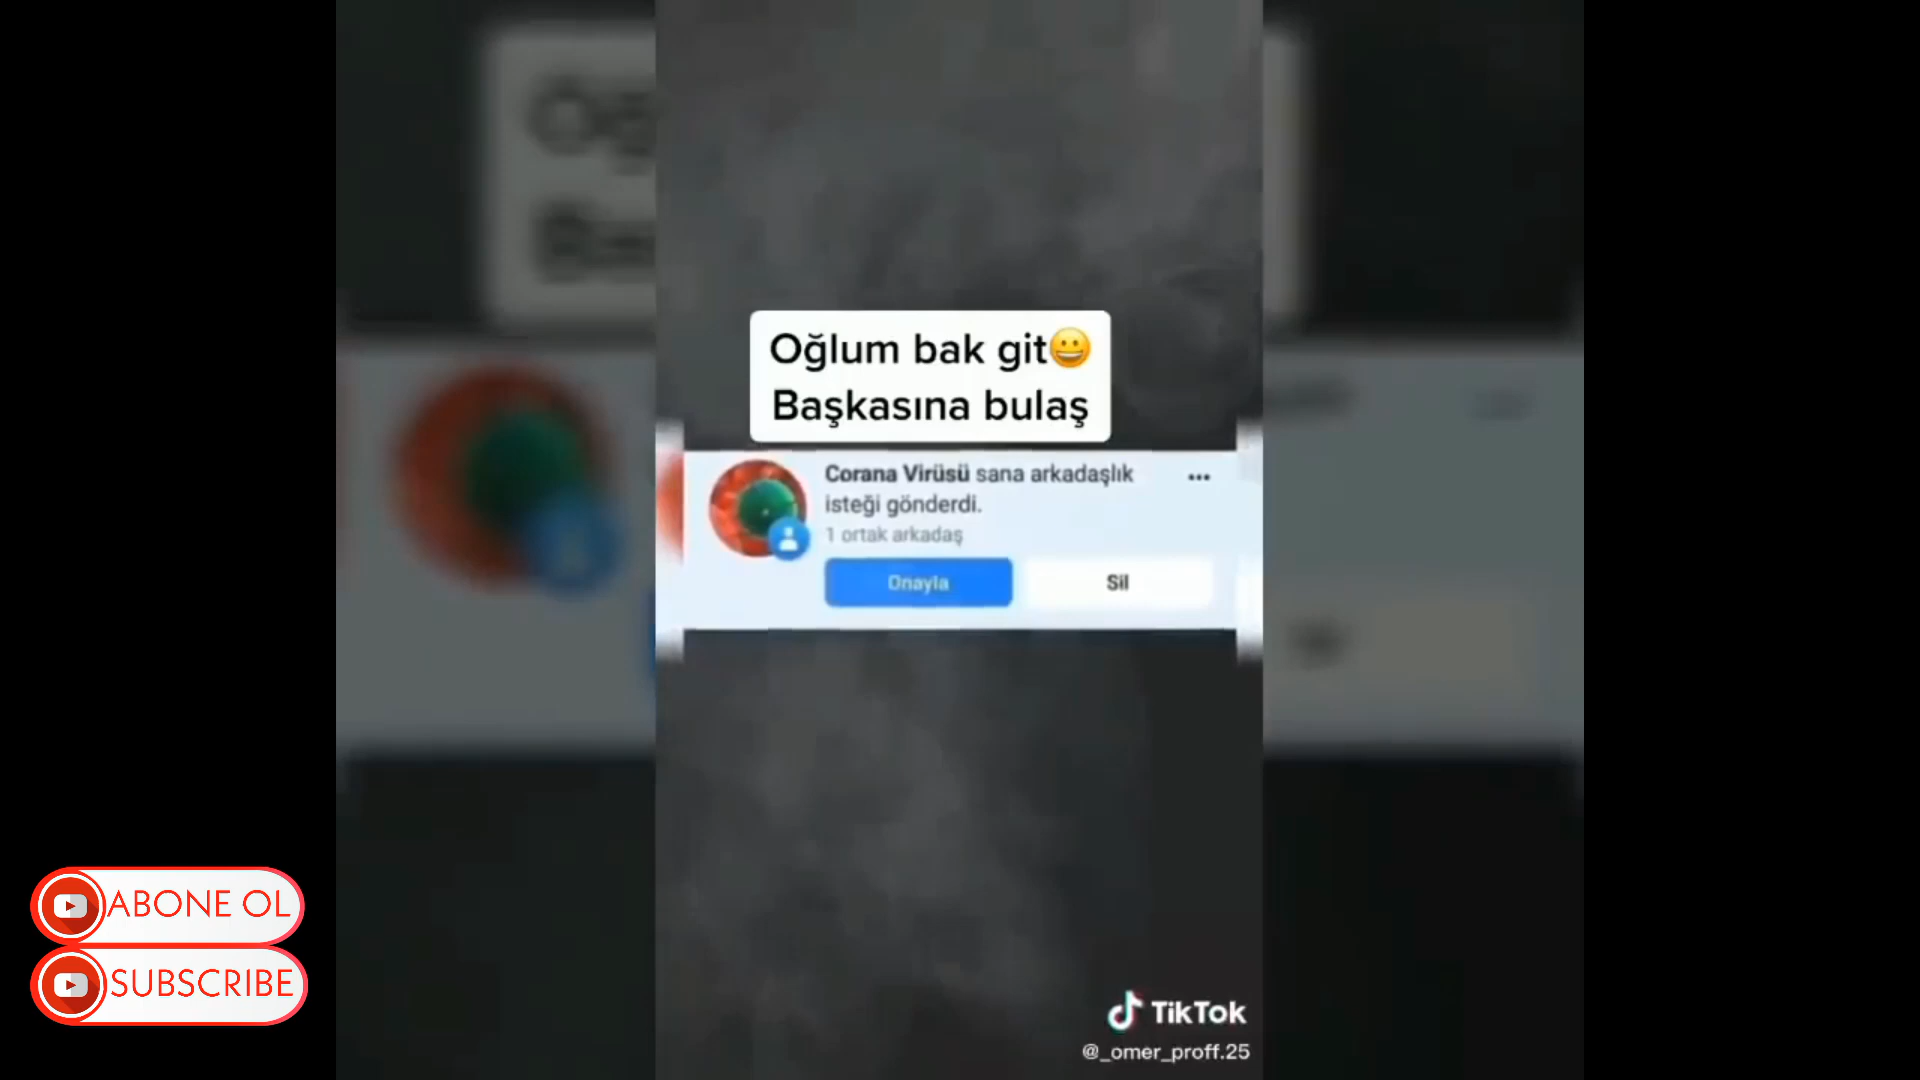 Oğlum bak git😀
Başkasına bulaş
Corana Virüsü sana arkadaşlık
isteği gönderdi.
1 ortak arkadaş
Onayla
Sil
ABONE OL
SUBSCRIBE
TikTok
@_omer_proff.25